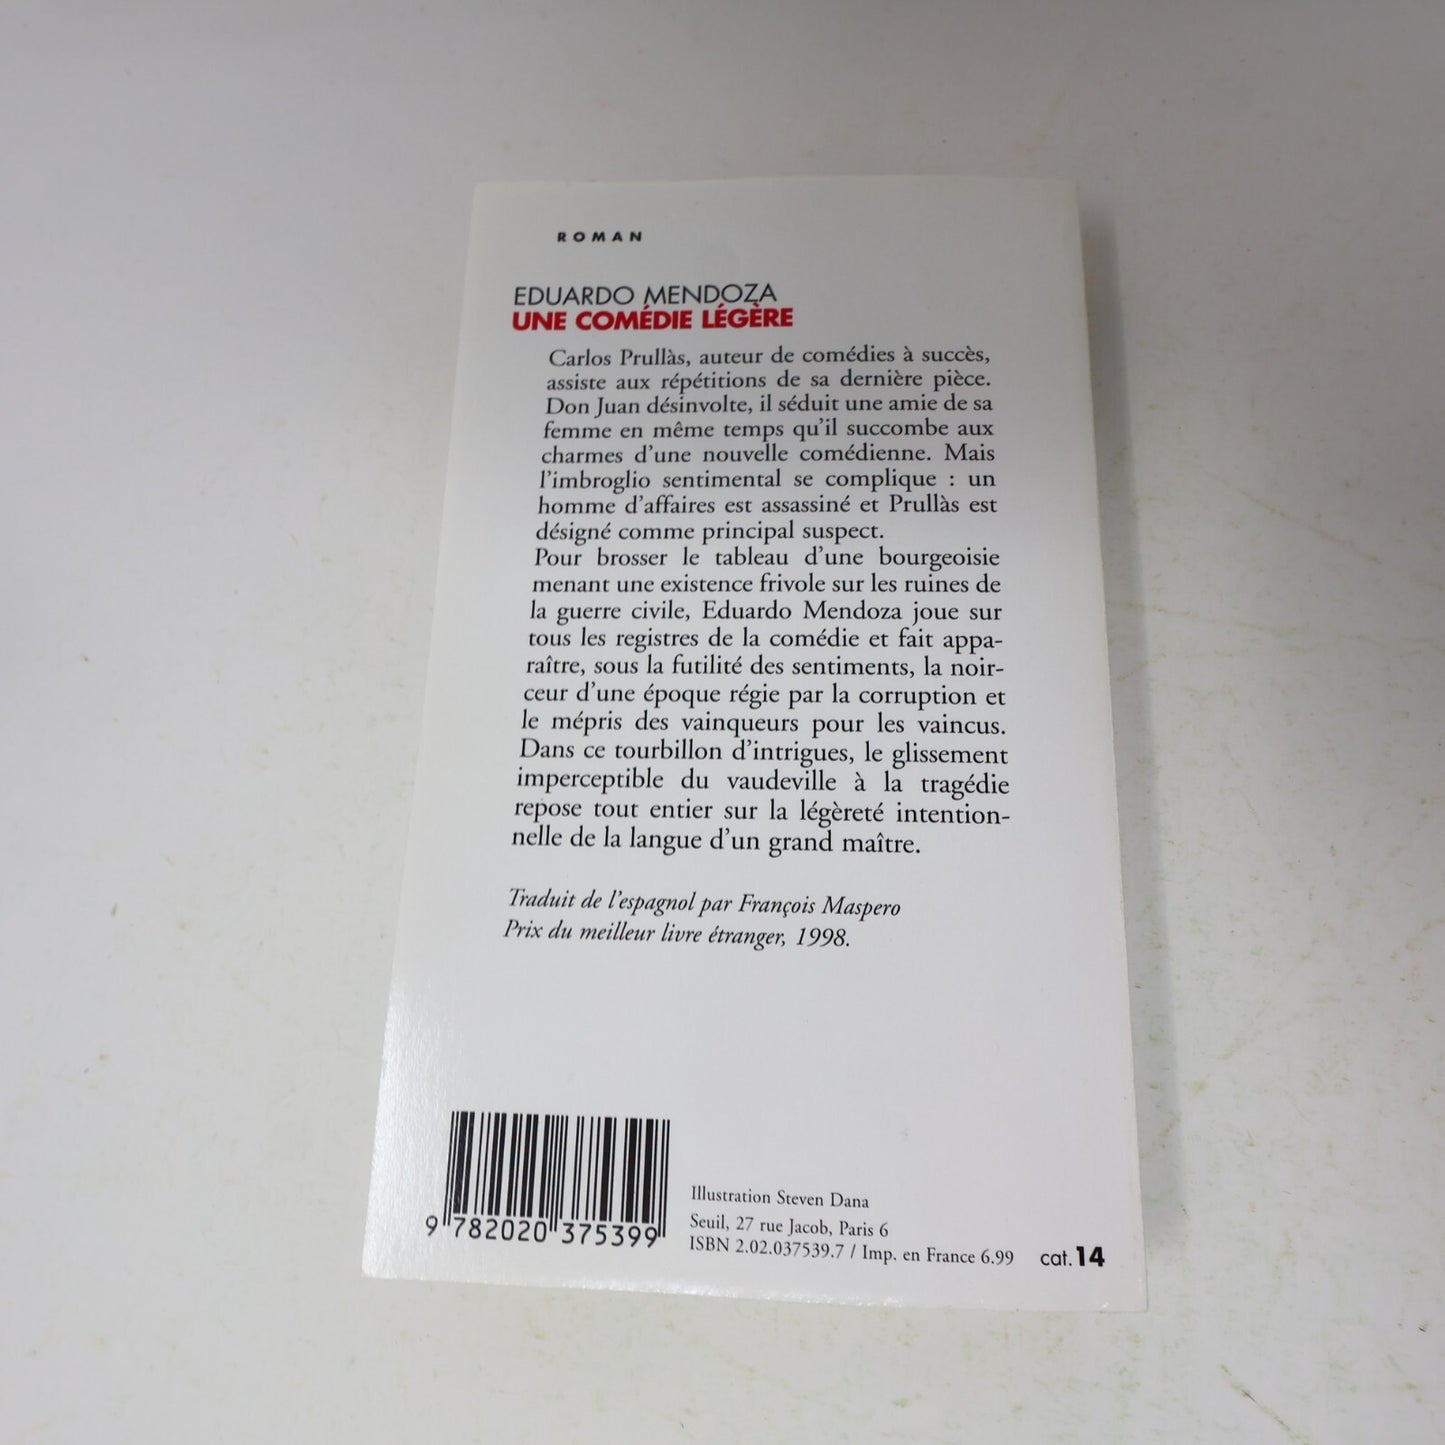 ROMAN
EDUARDO MENDOZA
UNE COMÉDIE LÉGÈRE
Carlos Prullàs, auteur de comédies à succès,
assiste aux répétitions de sa dernière pièce.
Don Juan désinvolte, il séduit une amie de sa
femme en même temps qu'il succombe aux
charmes d'une nouvelle comédienne. Mais
l'imbroglio sentimental se complique : un
homme d'affaires est assassiné et Prullàs est
désigné comme principal suspect.
Pour brosser le tableau d'une bourgeoisie
menant une existence frivole sur les ruines de
la guerre civile, Eduardo Mendoza joue sur
tous les registres de la comédie et fait appa-
raître, sous la futilité des sentiments, la noir-
ceur d'une époque régie par la corruption et
le mépris des vainqueurs pour les vaincus.
Dans ce tourbillon d'intrigues, le glissement
imperceptible du vaudeville à la tragédie
repose tout entier sur la légèreté intention-
nelle de la langue d'un grand maître.
Traduit de l'espagnol par François Maspero
Prix du meilleur livre étranger, 1998.
9 782020 375399
Illustration Steven Dana
Seuil, 27 rue Jacob, Paris 6
ISBN 2.02.037539.7 / Imp. en France 6.99
cat.14